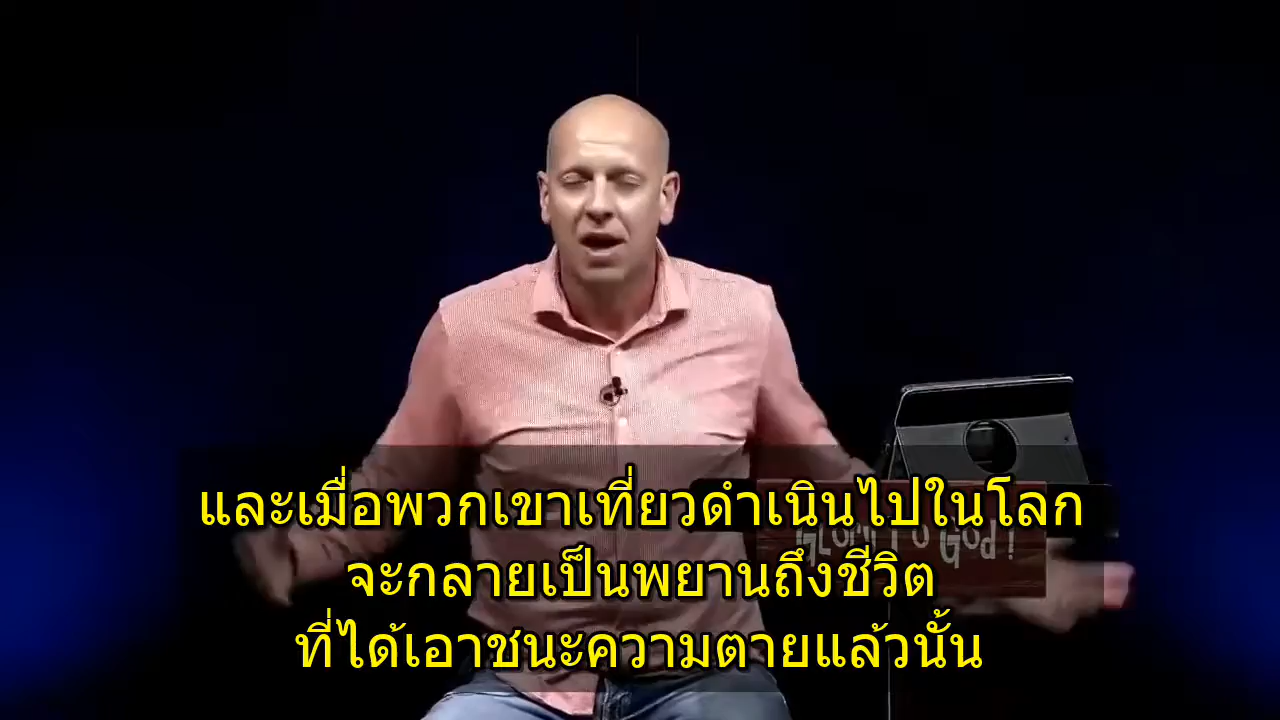 และเมื่อพวกเขาเที่ยวดำเนินไปในโลก
Glory To God!
จะกลายเป็นพยานถึงชีวิต
ที่ได้เอาชนะความตายแล้วนั้น